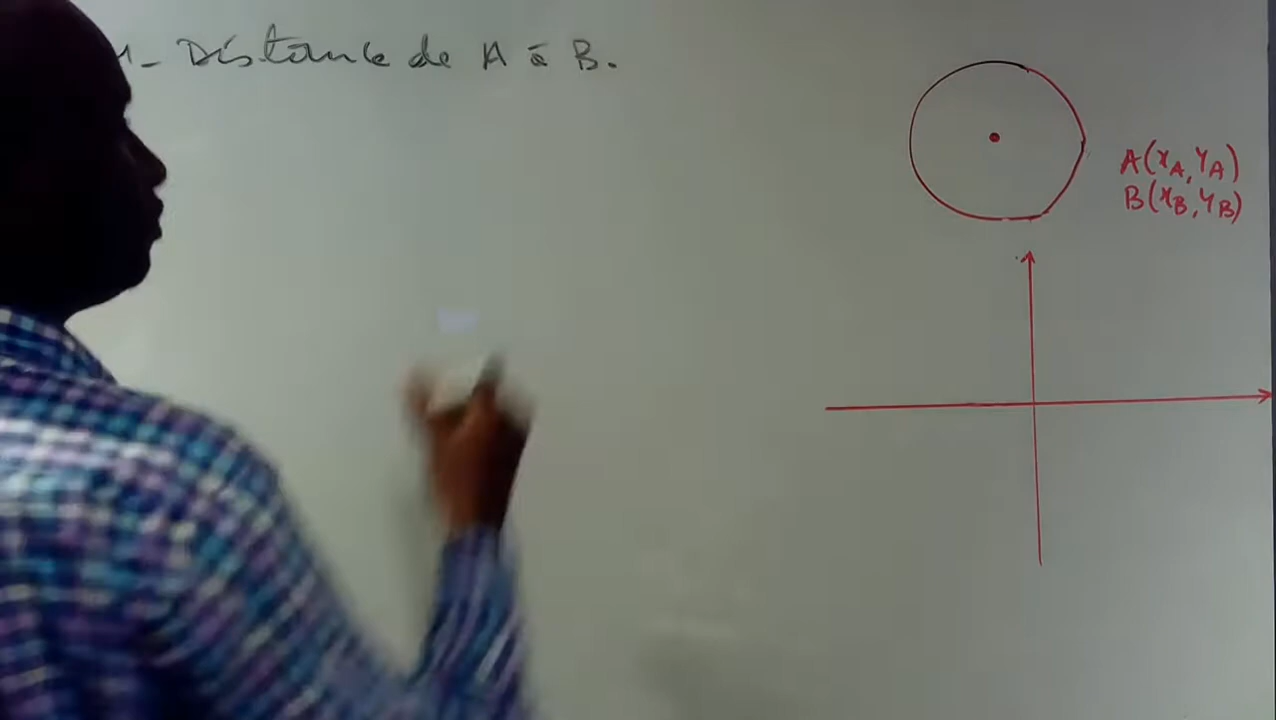 1- Distance de A à B.
A(xA, yA)
B(xB, yB)